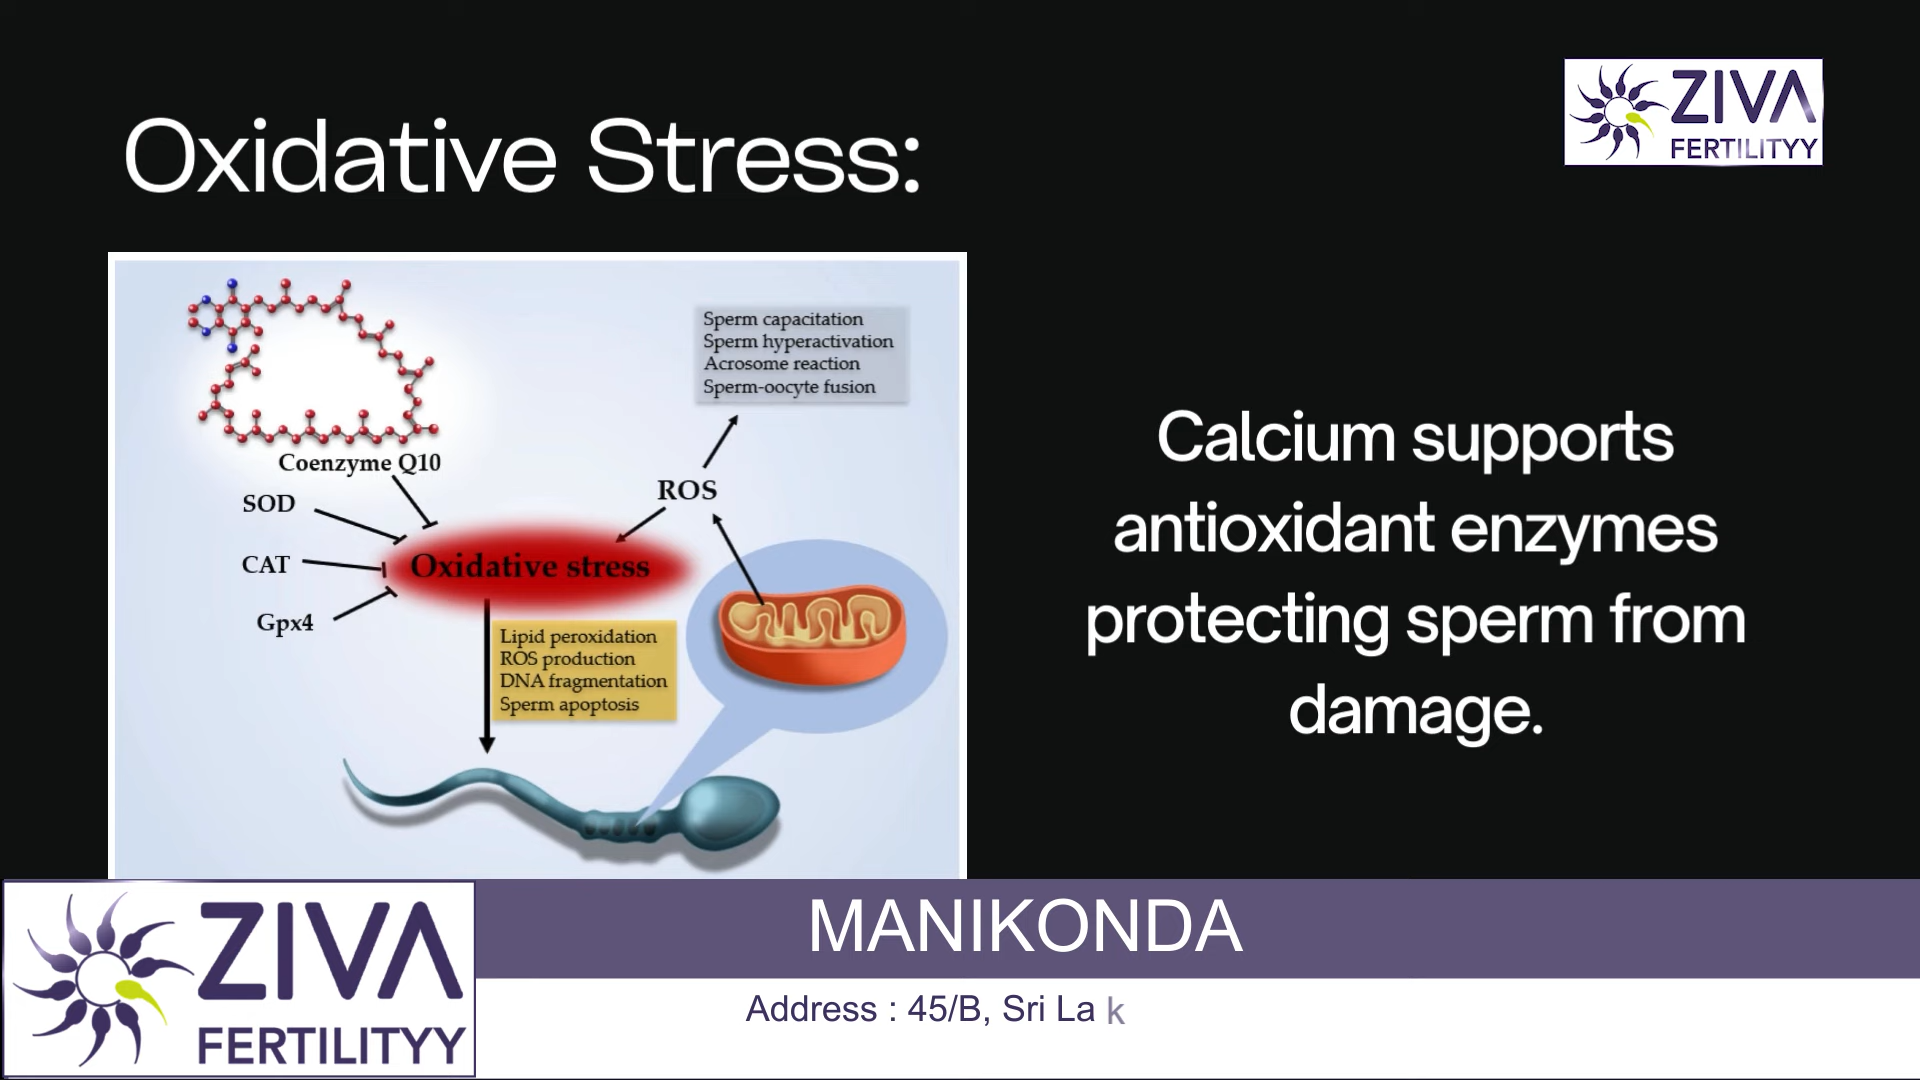 Oxidative Stress:
ZIVA
FERTILITYY
Sperm capacitation
Sperm hyperactivation
Acrosome reaction
Sperm-oocyte fusion
Coenzyme Q10
SOD
ROS
CAT
Oxidative stress
Gpx4
Lipid peroxidation
ROS production
DNA fragmentation
Sperm apoptosis
Calcium supports
antioxidant enzymes
protecting sperm from
damage.
ZIVA
FERTILITYY
MANIKONDA
Address : 45/B, Sri La k